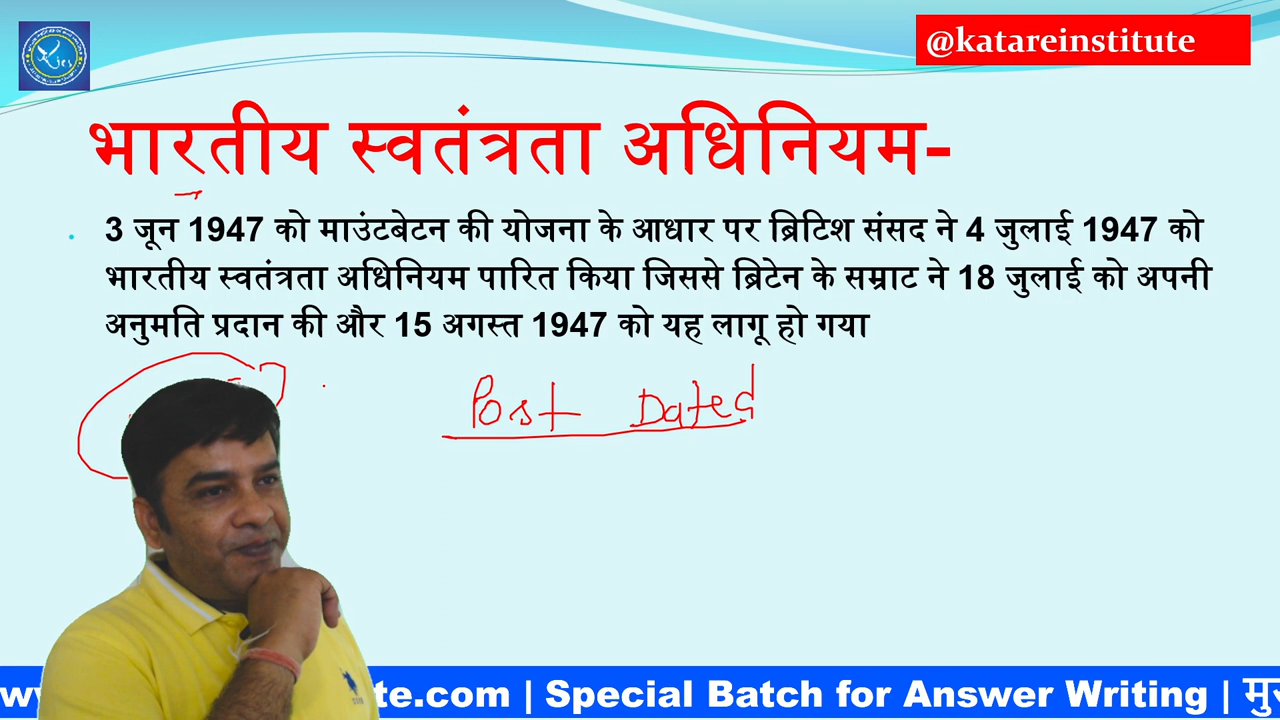 @katareinstitute
भारतीय स्वतंत्रता अधिनियम-
3 जून 1947 को माउंटबेटन की योजना के आधार पर ब्रिटिश संसद ने 4 जुलाई 1947 को
भारतीय स्वतंत्रता अधिनियम पारित किया जिससे ब्रिटेन के सम्राट ने 18 जुलाई को अपनी
अनुमति प्रदान की और 15 अगस्त 1947 को यह लागू हो गया
Post Dated
te.com | Special Batch for Answer Writing |